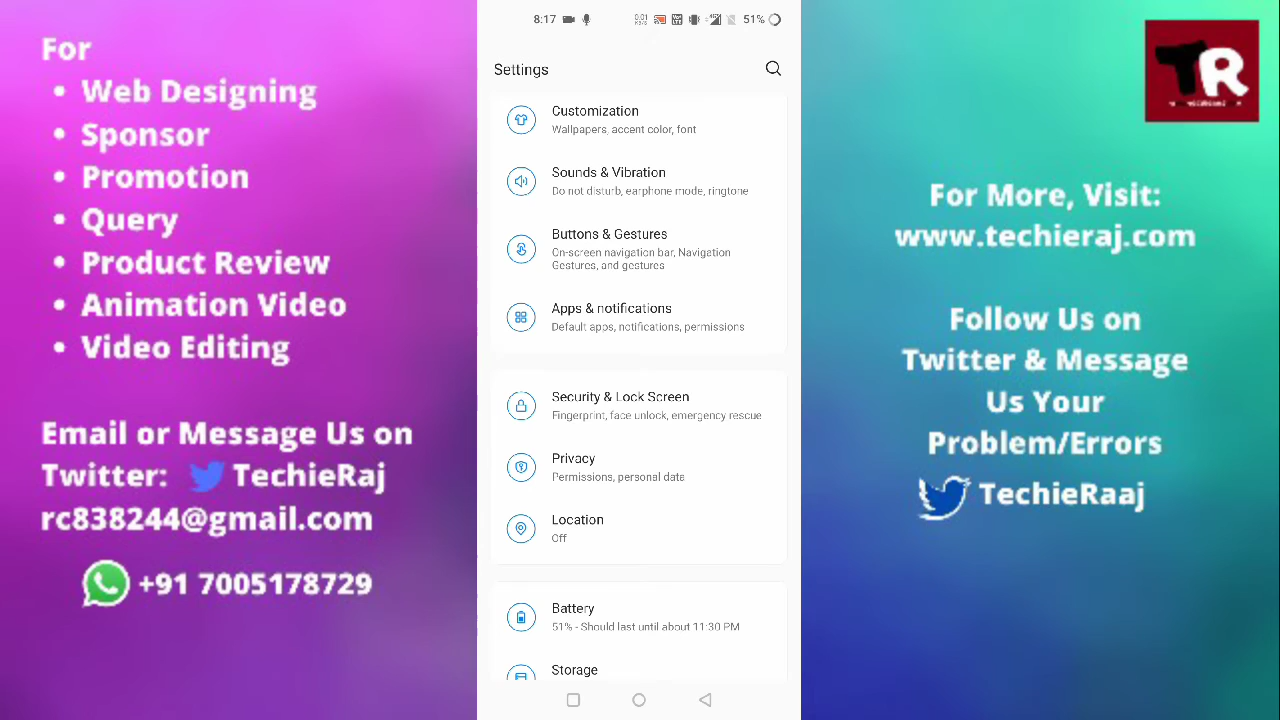 For
• Web Designing
• Sponsor
• Promotion
• Query
• Product Review
• Animation Video
• Video Editing
Email or Message Us on
Twitter: TechieRaj
rc838244@gmail.com
+91 7005178729
8:17
51%
Settings
Customization
Wallpapers, accent color, font
Sounds & Vibration
Do not disturb, earphone mode, ringtone
Buttons & Gestures
On-screen navigation bar, Navigation
Gestures, and gestures
Apps & notifications
Default apps, notifications, permissions
Security & Lock Screen
Fingerprint, face unlock, emergency rescue
Privacy
Permissions, personal data
Location
Off
Battery
51% - Should last until about 11:30 PM
Storage
TR
For More, Visit:
www.techieraj.com
Follow Us on
Twitter & Message
Us Your
Problem/Errors
TechieRaaj